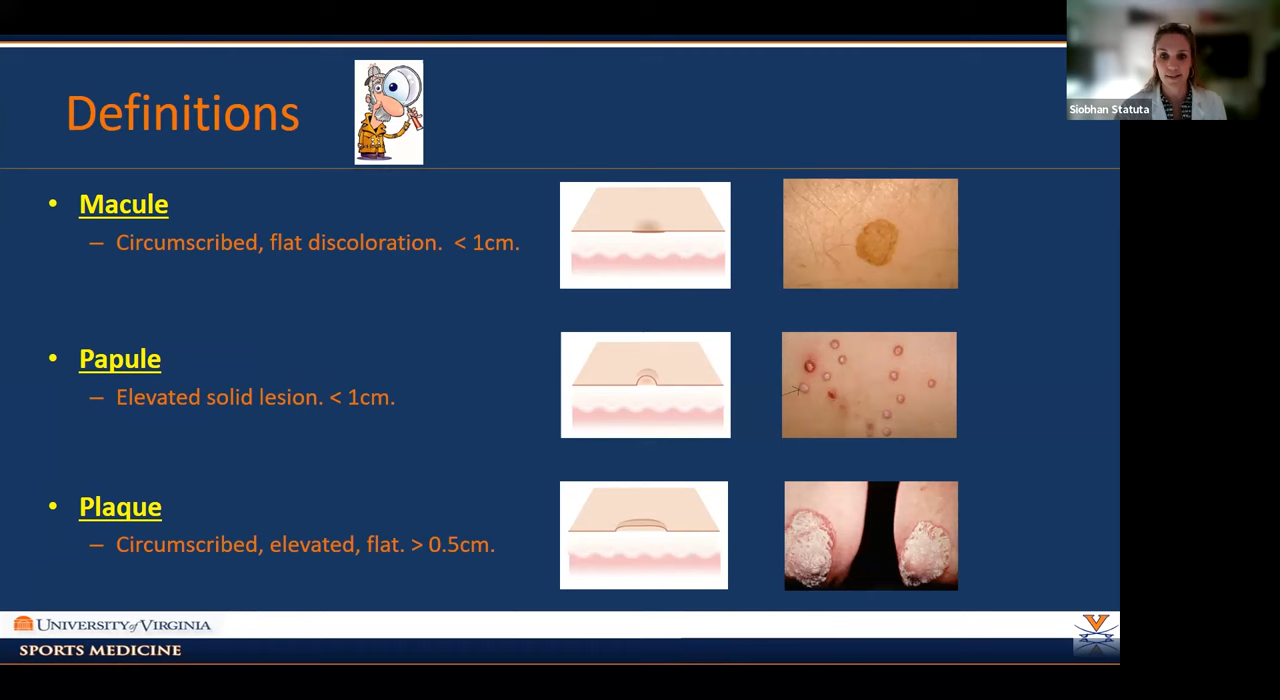 Siobhan Statuta
Definitions
• Macule
– Circumscribed, flat discoloration. < 1cm.
• Papule
– Elevated solid lesion. < 1cm.
• Plaque
– Circumscribed, elevated, flat. > 0.5cm.
UNIVERSITY of VIRGINIA
SPORTS MEDICINE